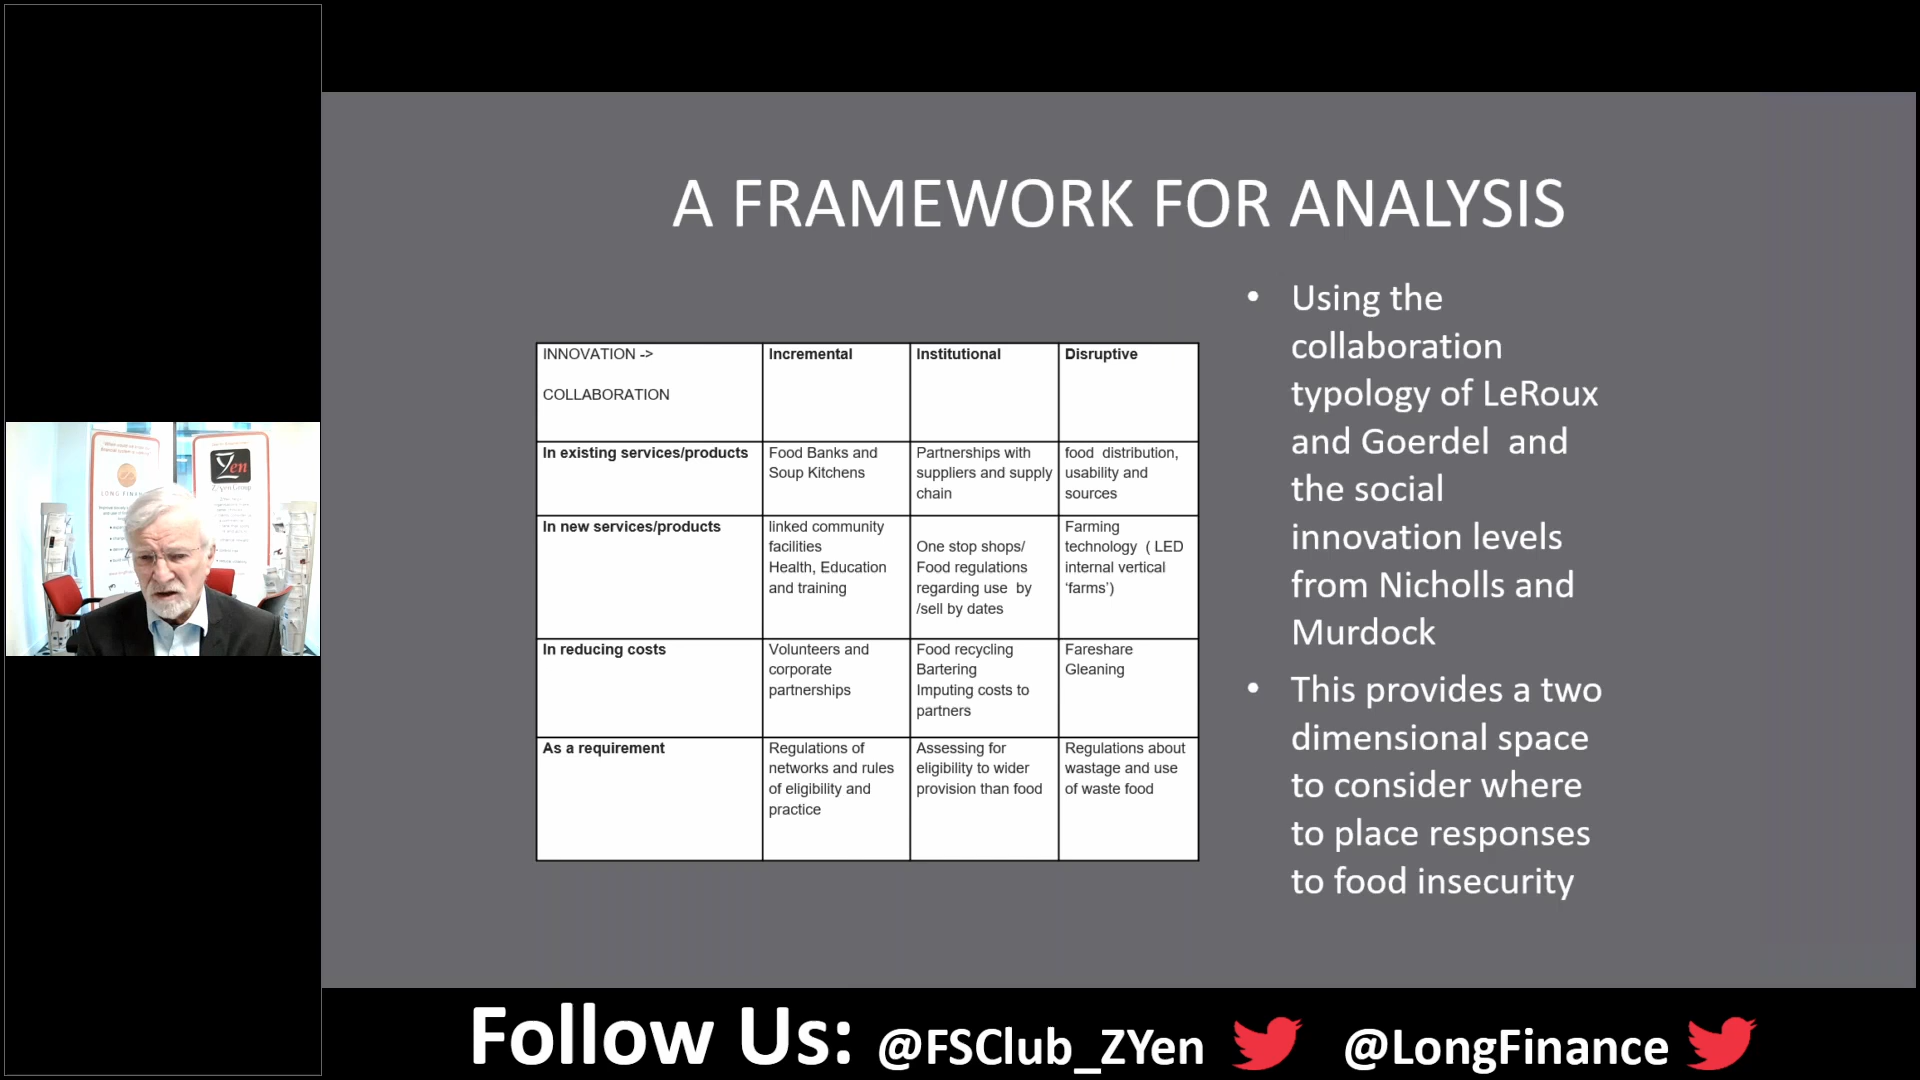 A FRAMEWORK FOR ANALYSIS
INNOVATION ->
COLLABORATION
Incremental
Institutional
Disruptive
In existing services/products
Food Banks and
Soup Kitchens
Partnerships with
suppliers and supply
chain
food distribution,
usability and
sources
In new services/products
linked community
facilities
Health, Education
and training
One stop shops/
Food regulations
regarding use by
/sell by dates
Farming
technology ( LED
internal vertical
‘farms’)
In reducing costs
Volunteers and
corporate
partnerships
Food recycling
Bartering
Imputing costs to
partners
Fareshare
Gleaning
As a requirement
Regulations of
networks and rules
of eligibility and
practice
Assessing for
eligibility to wider
provision than food
Regulations about
wastage and use
of waste food
• Using the
collaboration
typology of LeRoux
and Goerdel and
the social
innovation levels
from Nicholls and
Murdock
• This provides a two
dimensional space
to consider where
to place responses
to food insecurity
LONG FINA
Yen
Z/Yen Group
Follow Us: @FSClub_ZYen @LongFinance